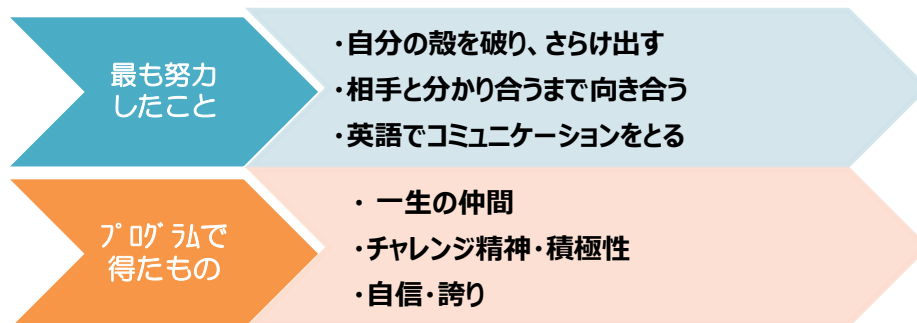 最も努力
したこと
・自分の殻を破り、さらけ出す
・相手と分かり合うまで向き合う
・英語でコミュニケーションをとる
ﾌﾟﾛｸﾞﾗﾑで
得たもの
・ 一生の仲間
・チャレンジ精神・積極性
・自信・誇り